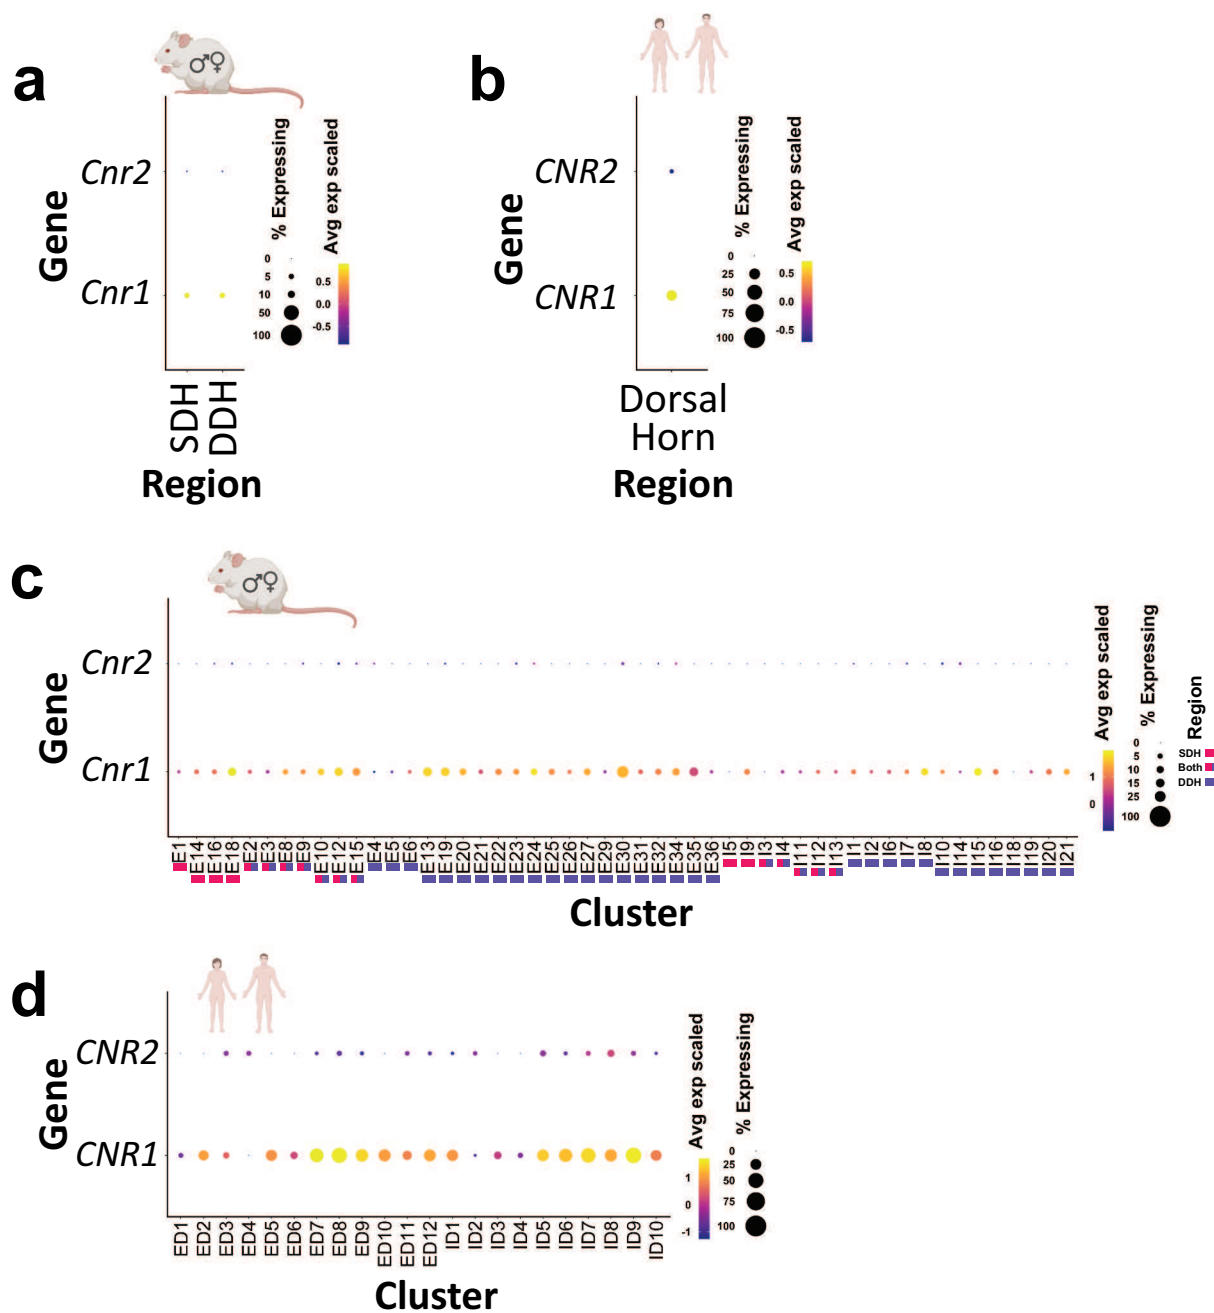 a
♂♀
Gene
Cnr2
Cnr1
SDH
DDH
Region
% Expressing
0
5
10
50
100
Avg exp scaled
0.5
0.0
-0.5
b
Gene
CNR2
CNR1
Dorsal
Horn
Region
% Expressing
0
25
50
75
100
Avg exp scaled
0.5
0.0
-0.5
c
♂♀
Gene
Cnr2
Cnr1
E1
E14
E16
E18
E2
E3
E8
E9
E10
E12
E15
E4
E5
E6
E13
E19
E20
E21
E22
E23
E24
E25
E26
E27
E29
E30
E31
E32
E34
E35
E36
I5
I9
I3
I4
I11
I12
I13
I1
I2
I6
I7
I8
I10
I14
I15
I16
I18
I19
I20
I21
Cluster
Avg exp scaled
1
0
% Expressing
0
5
10
15
25
100
Region
SDH
Both
DDH
d
Gene
CNR2
CNR1
ED1
ED2
ED3
ED4
ED5
ED6
ED7
ED8
ED9
ED10
ED11
ED12
ID1
ID2
ID3
ID4
ID5
ID6
ID7
ID8
ID9
ID10
Cluster
Avg exp scaled
1
0
-1
% Expressing
0
25
50
75
100